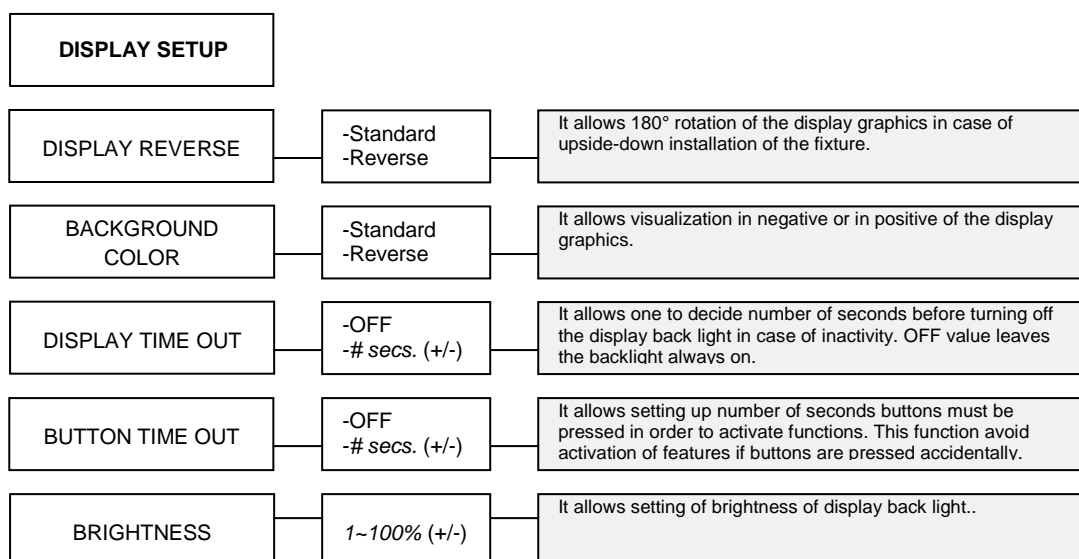 DISPLAY SETUP
DISPLAY REVERSE
-Standard
-Reverse
It allows 180° rotation of the display graphics in case of
upside-down installation of the fixture.
BACKGROUND
COLOR
-Standard
-Reverse
It allows visualization in negative or in positive of the display
graphics.
DISPLAY TIME OUT
-OFF
-# secs. (+/-)
It allows one to decide number of seconds before turning off
the display back light in case of inactivity. OFF value leaves
the backlight always on.
BUTTON TIME OUT
-OFF
-# secs. (+/-)
It allows setting up number of seconds buttons must be
pressed in order to activate functions. This function avoid
activation of features if buttons are pressed accidentally.
BRIGHTNESS
1~100% (+/-)
It allows setting of brightness of display back light..